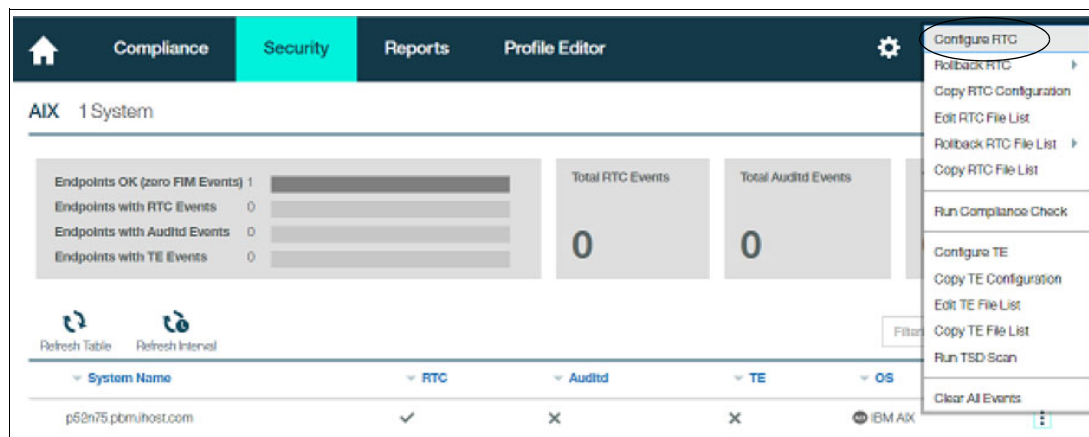 Compliance Security Reports Profile Editor
AIX 1 System
Endpoints OK (zero FIM Events) 1
Endpoints with RTC Events 0
Endpoints with Auditd Events 0
Endpoints with TE Events 0
Total RTC Events
0
Total Auditd Events
0
Refresh Table Refresh Interval
System Name RTC Auditd TE OS
p52n75.pbm.ihost.com IBM AIX
Configure RTC
Rollback RTC
Copy RTC Configuration
Edit RTC File List
Rollback RTC File List
Copy RTC File List
Run Compliance Check
Configure TE
Copy TE Configuration
Edit TE File List
Copy TE File List
Run TSD Scan
Clear All Events